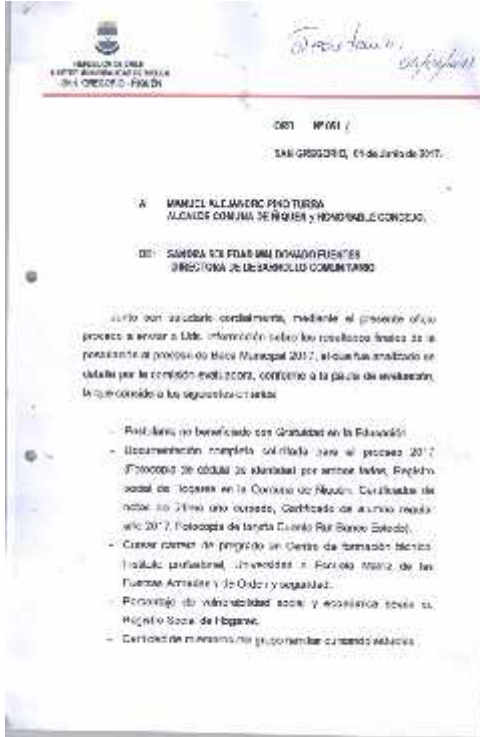 REPUBLICA DE CHILE
ILUSTRE MUNICIPALIDAD DE ÑIQUEN
SAN GREGORIO - ÑIQUÉN
ORD Nº 051 /
SAN GREGORIO, 01 de Junio de 2017.
A MANUEL ALEJANDRO PINO TURRA
ALCALDE COMUNA DE ÑIQUEN y HONORABLE CONCEJO.
DE: SANDRA SOLEDAD MALDONADO FUENTES
DIRECTORA DE DESARROLLO COMUNITARIO
Junto con saludarle cordialmente, mediante el presente oficio
procedo a enviar a Uds. información sobre los resultados finales de la
postulación al proceso de Beca Municipal 2017, el que fue analizado en
detalle por la comisión evaluadora, conforme a la pauta de evaluación,
la que considera los siguientes criterios
- Postulante no beneficiado con Gratuidad en la Educación
- Documentación completa solicitada para el proceso 2017
(Fotocopia de cédula de identidad por ambos lados, Registro
social de Hogares en la Comuna de Ñiquén, Certificados de
notas de último año cursado, Certificado de alumno regular
año 2017, Fotocopia de tarjeta Cuenta Rut Banco Estado).
- Cursar carrera de pregrado en Centro de formación técnica,
Instituto profesional, Universidad o Escuela Matriz de las
Fuerzas Armadas y de Orden y seguridad.
- Porcentaje de vulnerabilidad social y económica según su
Registro Social de Hogares.
- Cantidad de miembros del grupo familiar cursando estudios